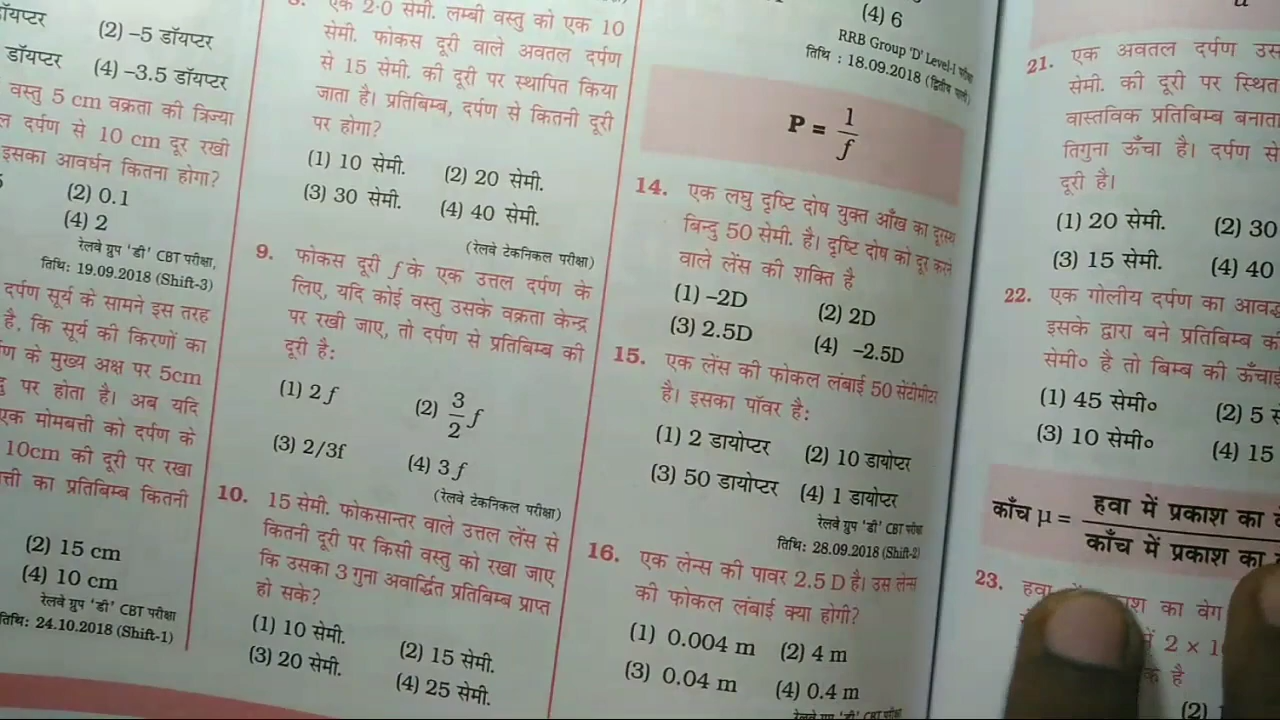 (2) –5 डॉयप्टर
डॉयप्टर
(4) –3.5 डॉयप्टर
वस्तु 5 cm वक्रता की त्रिज्या
दर्पण से 10 cm दूर रखी
इसका आवर्धन कितना होगा?
(2) 0.1
(4) 2
रेलवे ग्रुप 'डी' CBT परीक्षा,
तिथि: 19.09.2018 (Shift-3)
दर्पण सूर्य के सामने इस तरह
है, कि सूर्य की किरणों का
के मुख्य अक्ष पर 5cm
पर होता है। अब यदि
एक मोमबत्ती को दर्पण के
10cm की दूरी पर रखा
का प्रतिबिम्ब कितनी
(2) 15 cm
(4) 10 cm
रेलवे ग्रुप 'डी' CBT परीक्षा
तिथि: 24.10.2018 (Shift-1)
एक 2·0 सेमी. लम्बी वस्तु को एक 10
सेमी. फोकस दूरी वाले अवतल दर्पण
से 15 सेमी. की दूरी पर स्थापित किया
जाता है। प्रतिबिम्ब, दर्पण से कितनी दूरी
पर होगा?
(1) 10 सेमी. (2) 20 सेमी.
(3) 30 सेमी. (4) 40 सेमी.
(रेलवे टेकनिकल परीक्षा)
9. फोकस दूरी f के एक उत्तल दर्पण के
लिए, यदि कोई वस्तु उसके वक्रता केन्द्र
पर रखी जाए, तो दर्पण से प्रतिबिम्ब की
दूरी है:
(1) 2 f (2) 3/2 f
(3) 2/3f (4) 3 f
(रेलवे टेकनिकल परीक्षा)
10. 15 सेमी. फोकसान्तर वाले उत्तल लेंस से
कितनी दूरी पर किसी वस्तु को रखा जाए
कि उसका 3 गुना अवार्द्धित प्रतिबिम्ब प्राप्त
हो सके?
(1) 10 सेमी. (2) 15 सेमी.
(3) 20 सेमी. (4) 25 सेमी.
(4) 6
RRB Group 'D' Level-I परीक्षा
तिथि : 18.09.2018 (द्वितीय पाली)
P = 1/f
14. एक लघु दृष्टि दोष युक्त आँख का दूरस्थ
बिन्दु 50 सेमी. है। दृष्टि दोष को दूर करने
वाले लेंस की शक्ति है
(1) –2D (2) 2D
(3) 2.5D (4) –2.5D
15. एक लेंस की फोकल लंबाई 50 सेंटीमीटर
है। इसका पॉवर है:
(1) 2 डायोप्टर (2) 10 डायोप्टर
(3) 50 डायोप्टर (4) 1 डायोप्टर
रेलवे ग्रुप 'डी' CBT परीक्षा
तिथि: 28.09.2018 (Shift-2)
16. एक लेन्स की पावर 2.5 D है। उस लेन्स
की फोकल लंबाई क्या होगी?
(1) 0.004 m (2) 4 m
(3) 0.04 m (4) 0.4 m
रेलवे ग्रुप 'डी' CBT परीक्षा
21. एक अवतल दर्पण
सेमी. की दूरी पर स्थित
वास्तविक प्रतिबिम्ब बनाता
तिगुना ऊँचा है। दर्पण से
दूरी है।
(1) 20 सेमी. (2) 30
(3) 15 सेमी. (4) 40
22. एक गोलीय दर्पण का
इसके द्वारा बने प्रतिबिम्ब
सेमी० है तो बिम्ब की ऊँचाई
(1) 45 सेमी० (2) 5
(3) 10 सेमी० (4) 15
काँच μ = हवा में प्रकाश का
काँच में प्रकाश का
23. हवा का वेग
में 2 × 1
है
(2)